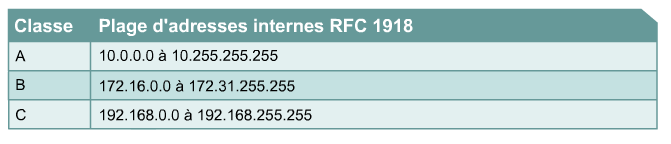 Classe Plage d'adresses internes RFC 1918
A 10.0.0.0 à 10.255.255.255
B 172.16.0.0 à 172.31.255.255
C 192.168.0.0 à 192.168.255.255